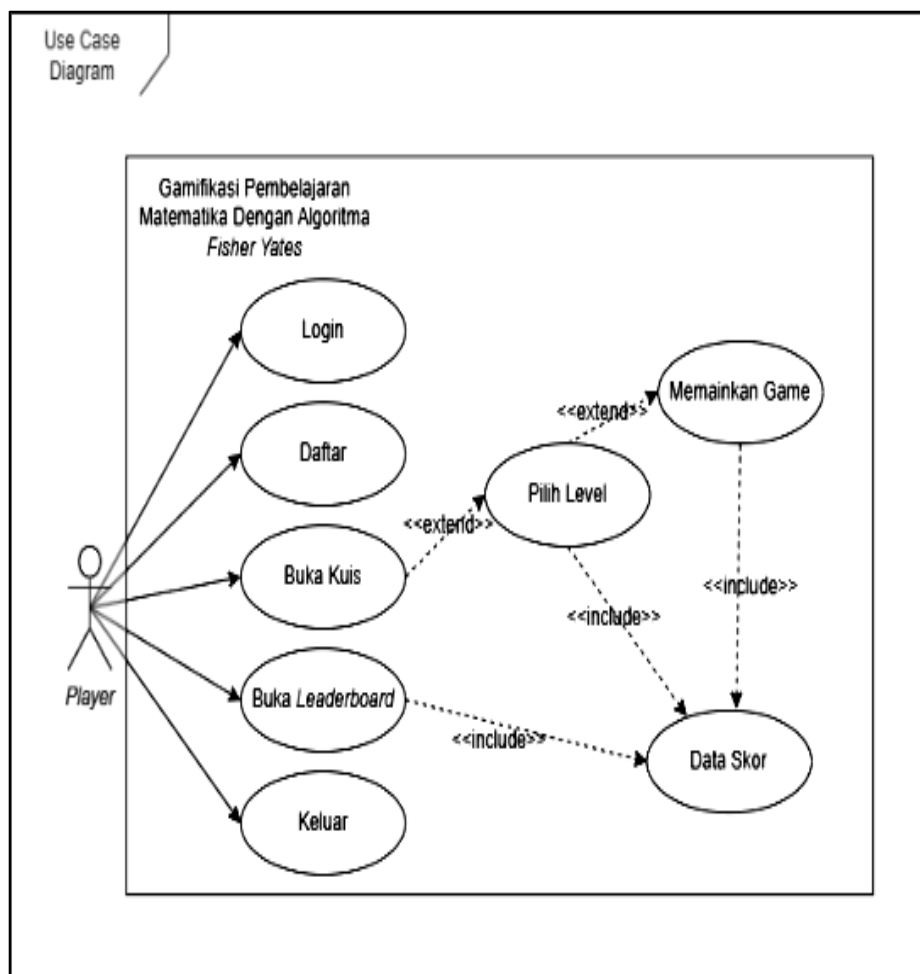 Use Case
Diagram
Gamifikasi Pembelajaran
Matematika Dengan Algoritma
Fisher Yates
Login
Memainkan Game
<<extend>>
Daftar
Pilih Level
<<extend>>
Buka Kuis
<<include>>
<<include>>
Player
Buka Leaderboard
<<include>>
Data Skor
Keluar